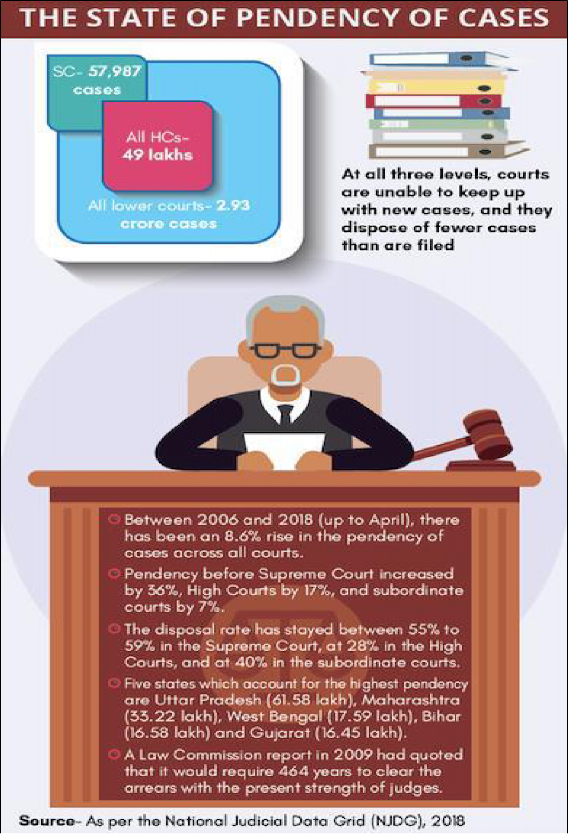 THE STATE OF PENDENCY OF CASES
SC- 57,987
cases
All HCs-
49 lakhs
All lower courts- 2.93
crore cases
At all three levels, courts
are unable to keep up
with new cases, and they
dispose of fewer cases
than are filed
Between 2006 and 2018 (up to April), there
has been an 8.6% rise in the pendency of
cases across all courts.
Pendency before Supreme Court increased
by 36%, High Courts by 17%, and subordinate
courts by 7%.
The disposal rate has stayed between 55% to
59% in the Supreme Court, at 28% in the High
Courts, and at 40% in the subordinate courts.
Five states which account for the highest pendency
are Uttar Pradesh (61.58 lakh), Maharashtra
(33.22 lakh), West Bengal (17.59 lakh), Bihar
(16.58 lakh) and Gujarat (16.45 lakh).
A Law Commission report in 2009 had quoted
that it would require 464 years to clear the
arrears with the present strength of judges.
Source- As per the National Judicial Data Grid (NJDG), 2018